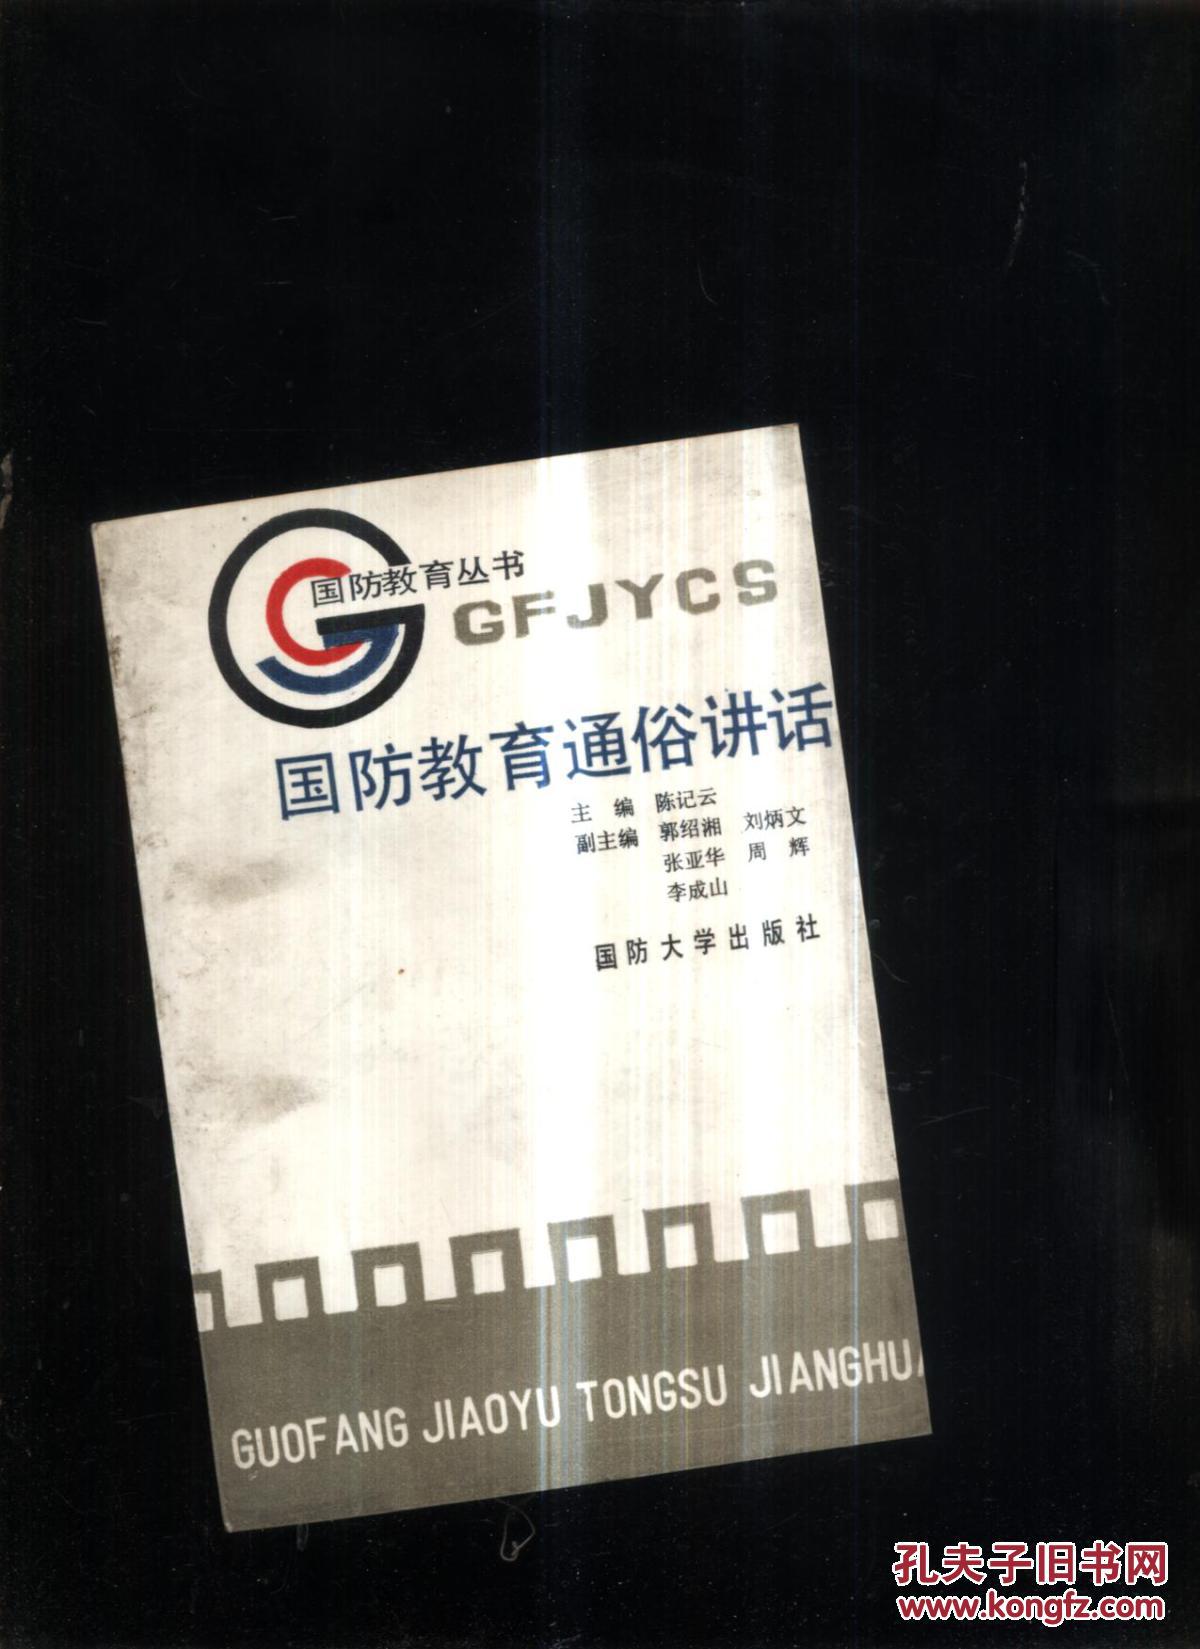 国防教育丛书
GFJYCS
国防教育通俗讲话
主 编 陈记云
副主编 郭绍湘 刘炳文
张亚华 周 辉
李成山
国防大学出版社
GUOFANG JIAOYU TONGSU JIANGHUA
孔夫子旧书网
www.kongfz.com